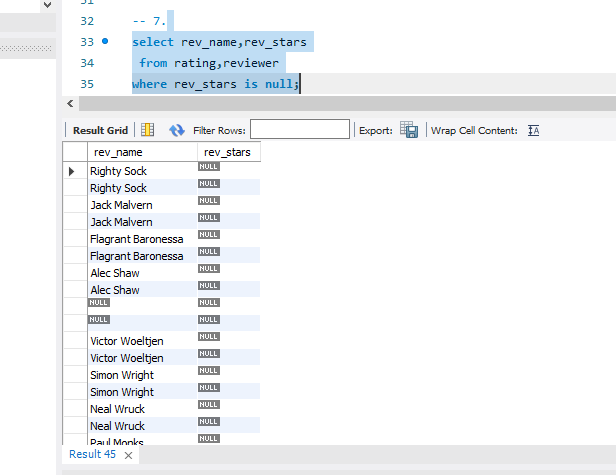 31
32 -- 7.
33 select rev_name,rev_stars
34 from rating,reviewer
35 where rev_stars is null;
Result Grid Filter Rows: Export: Wrap Cell Content: IA
rev_name rev_stars
Righty Sock NULL
Righty Sock NULL
Jack Malvern NULL
Jack Malvern NULL
Flagrant Baronessa NULL
Flagrant Baronessa NULL
Alec Shaw NULL
Alec Shaw NULL
NULL NULL
NULL NULL
Victor Woeltjen NULL
Victor Woeltjen NULL
Simon Wright NULL
Simon Wright NULL
Neal Wruck NULL
Neal Wruck NULL
Paul Monks NULL
Result 45